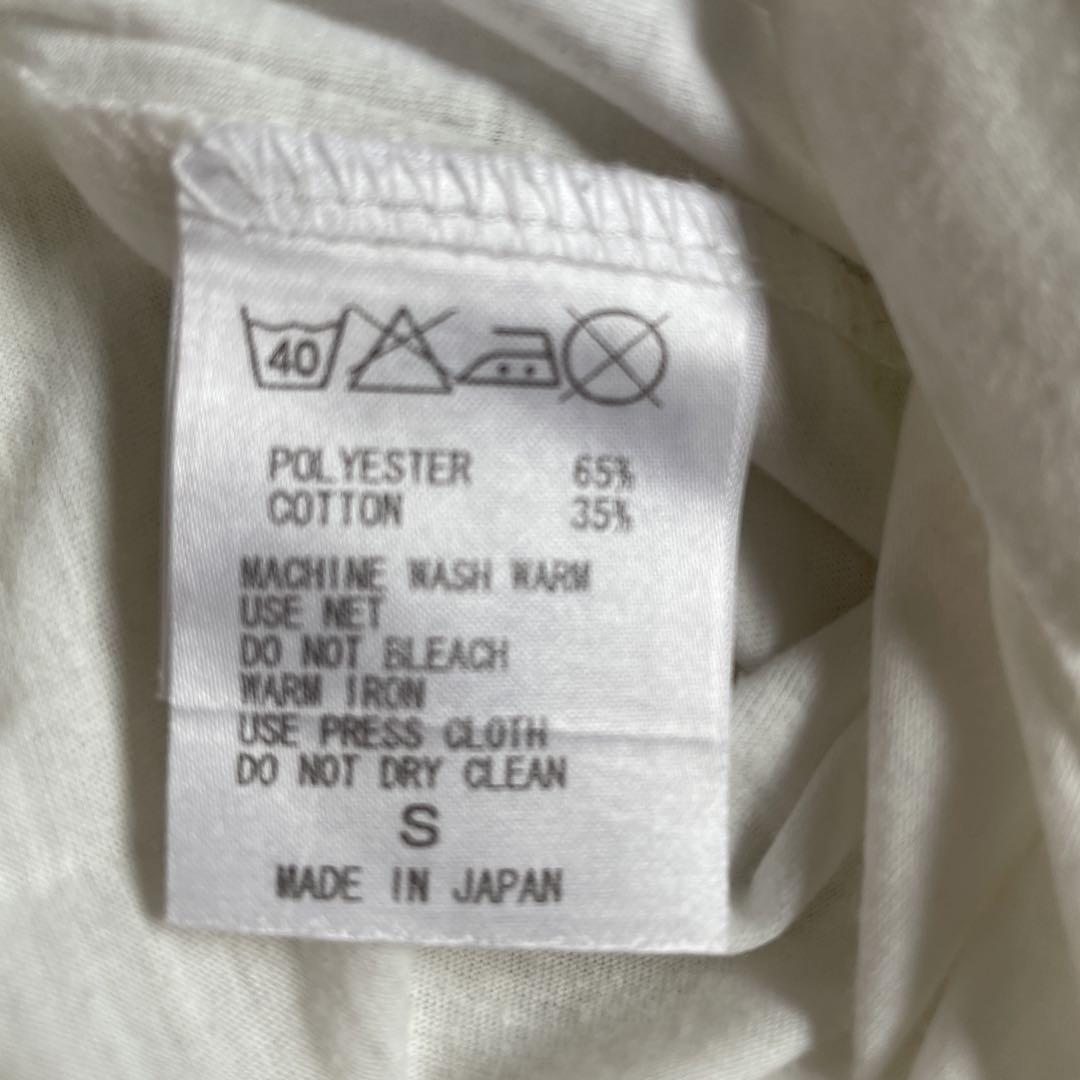 40
POLYESTER 65%
COTTON 35%
MACHINE WASH WARM
USE NET
DO NOT BLEACH
WARM IRON
USE PRESS CLOTH
DO NOT DRY CLEAN
S
MADE IN JAPAN